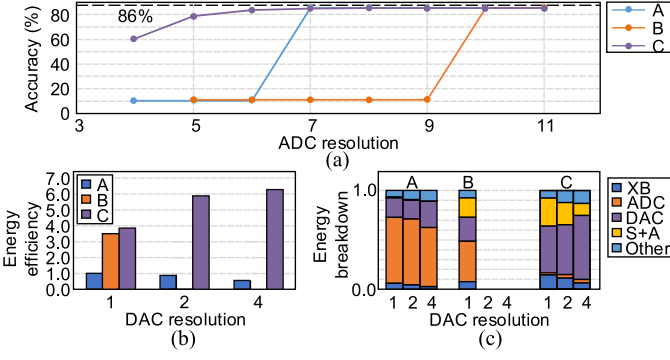 Accuracy (%)
80
60
40
20
0
86%
3 5 7 9 11
ADC resolution
A
B
C
(a)
Energy
efficiency
7.0
6.0
5.0
4.0
3.0
2.0
1.0
0.0
A
B
C
1 2 4
DAC resolution
(b)
Energy
breakdown
1.0
0.0
A B C
1 2 4 1 2 4 1 2 4
DAC resolution
XB
ADC
DAC
S+A
Other
(c)